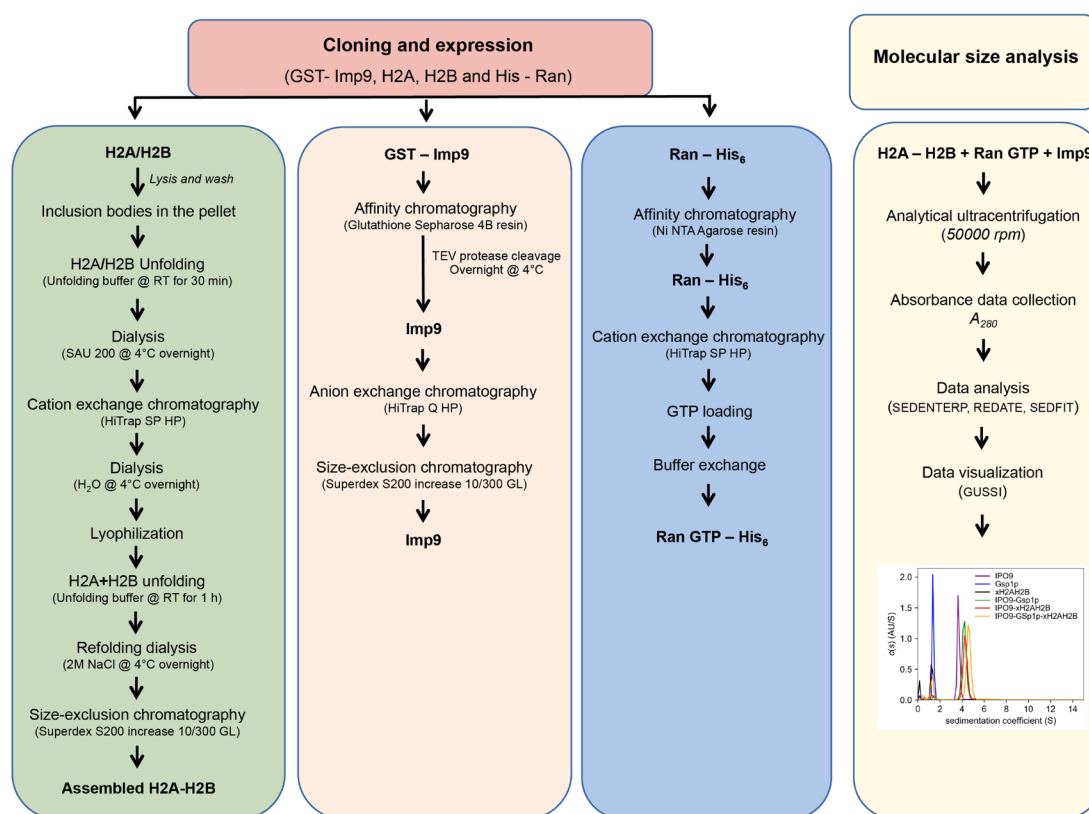 Cloning and expression
(GST- Imp9, H2A, H2B and His - Ran)
Molecular size analysis
H2A/H2B
Lysis and wash
Inclusion bodies in the pellet
H2A/H2B Unfolding
(Unfolding buffer @ RT for 30 min)
Dialysis
(SAU 200 @ 4°C overnight)
Cation exchange chromatography
(HiTrap SP HP)
Dialysis
(H₂O @ 4°C overnight)
Lyophilization
H2A+H2B unfolding
(Unfolding buffer @ RT for 1 h)
Refolding dialysis
(2M NaCl @ 4°C overnight)
Size-exclusion chromatography
(Superdex S200 increase 10/300 GL)
Assembled H2A-H2B
GST – Imp9
Affinity chromatography
(Glutathione Sepharose 4B resin)
TEV protease cleavage
Overnight @ 4°C
Imp9
Anion exchange chromatography
(HiTrap Q HP)
Size-exclusion chromatography
(Superdex S200 increase 10/300 GL)
Imp9
Ran – His₆
Affinity chromatography
(Ni NTA Agarose resin)
Ran – His₆
Cation exchange chromatography
(HiTrap SP HP)
GTP loading
Buffer exchange
Ran GTP – His₆
H2A – H2B + Ran GTP + Imp9
Analytical ultracentrifugation
(50000 rpm)
Absorbance data collection
A₂₈₀
Data analysis
(SEDENTERP, REDATE, SEDFIT)
Data visualization
(GUSSI)
IPO9
Gsp1p
xH2AH2B
IPO9-Gsp1p
IPO9-xH2AH2B
IPO9-GSp1p-xH2AH2B
c(s) (AU/S)
2.0
1.5
1.0
0.5
0.0
0 2 4 6 8 10 12 14
sedimentation coefficient (S)